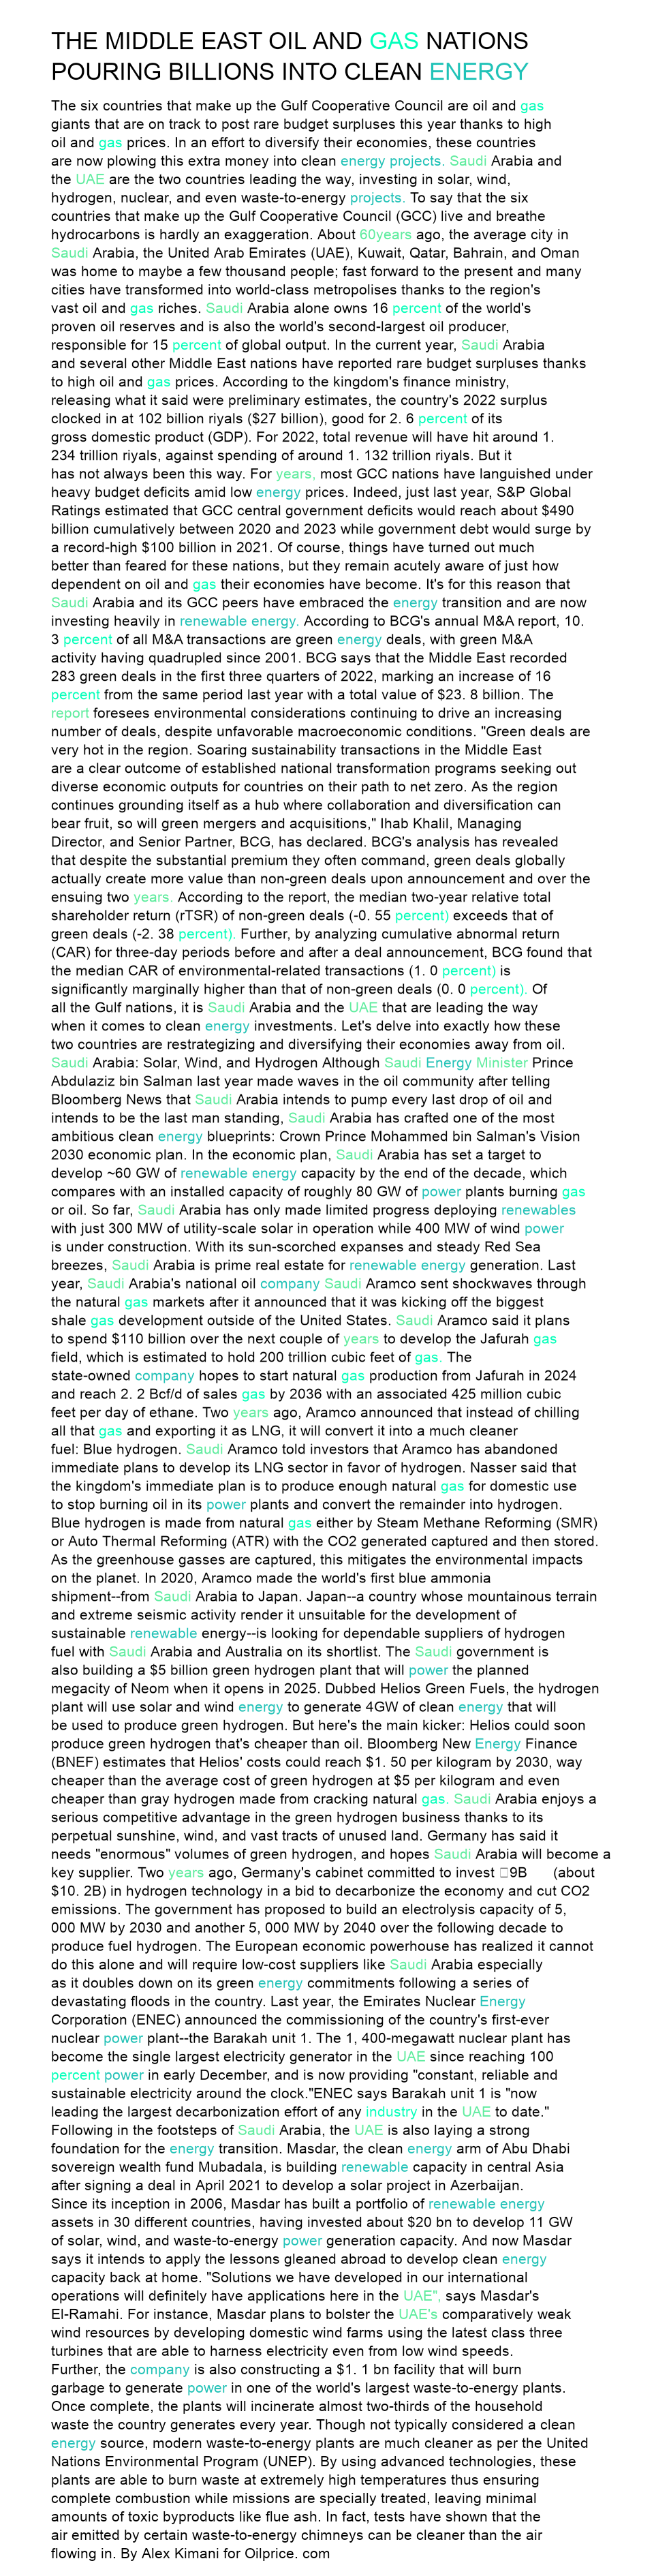 THE MIDDLE EAST OIL AND GAS NATIONS
POURING BILLIONS INTO CLEAN ENERGY
The six countries that make up the Gulf Cooperative Council are oil and gas
giants that are on track to post rare budget surpluses this year thanks to high
oil and gas prices. In an effort to diversify their economies, these countries
are now plowing this extra money into clean energy projects. Saudi Arabia and
the UAE are the two countries leading the way, investing in solar, wind,
hydrogen, nuclear, and even waste-to-energy projects. To say that the six
countries that make up the Gulf Cooperative Council (GCC) live and breathe
hydrocarbons is hardly an exaggeration. About 60years ago, the average city in
Saudi Arabia, the United Arab Emirates (UAE), Kuwait, Qatar, Bahrain, and Oman
was home to maybe a few thousand people; fast forward to the present and many
cities have transformed into world-class metropolises thanks to the region's
vast oil and gas riches. Saudi Arabia alone owns 16 percent of the world's
proven oil reserves and is also the world's second-largest oil producer,
responsible for 15 percent of global output. In the current year, Saudi Arabia
and several other Middle East nations have reported rare budget surpluses thanks
to high oil and gas prices. According to the kingdom's finance ministry,
releasing what it said were preliminary estimates, the country's 2022 surplus
clocked in at 102 billion riyals ($27 billion), good for 2. 6 percent of its
gross domestic product (GDP). For 2022, total revenue will have hit around 1.
234 trillion riyals, against spending of around 1. 132 trillion riyals. But it
has not always been this way. For years, most GCC nations have languished under
heavy budget deficits amid low energy prices. Indeed, just last year, S&P Global
Ratings estimated that GCC central government deficits would reach about $490
billion cumulatively between 2020 and 2023 while government debt would surge by
a record-high $100 billion in 2021. Of course, things have turned out much
better than feared for these nations, but they remain acutely aware of just how
dependent on oil and gas their economies have become. It's for this reason that
Saudi Arabia and its GCC peers have embraced the energy transition and are now
investing heavily in renewable energy. According to BCG's annual M&A report, 10.
3 percent of all M&A transactions are green energy deals, with green M&A
activity having quadrupled since 2001. BCG says that the Middle East recorded
283 green deals in the first three quarters of 2022, marking an increase of 16
percent from the same period last year with a total value of $23. 8 billion. The
report foresees environmental considerations continuing to drive an increasing
number of deals, despite unfavorable macroeconomic conditions. "Green deals are
very hot in the region. Soaring sustainability transactions in the Middle East
are a clear outcome of established national transformation programs seeking out
diverse economic outputs for countries on their path to net zero. As the region
continues grounding itself as a hub where collaboration and diversification can
bear fruit, so will green mergers and acquisitions," Ihab Khalil, Managing
Director, and Senior Partner, BCG, has declared. BCG's analysis has revealed
that despite the substantial premium they often command, green deals globally
actually create more value than non-green deals upon announcement and over the
ensuing two years. According to the report, the median two-year relative total
shareholder return (rTSR) of non-green deals (-0. 55 percent) exceeds that of
green deals (-2. 38 percent). Further, by analyzing cumulative abnormal return
(CAR) for three-day periods before and after a deal announcement, BCG found that
the median CAR of environmental-related transactions (1. 0 percent) is
significantly marginally higher than that of non-green deals (0. 0 percent). Of
all the Gulf nations, it is Saudi Arabia and the UAE that are leading the way
when it comes to clean energy investments. Let's delve into exactly how these
two countries are restrategizing and diversifying their economies away from oil.
Saudi Arabia: Solar, Wind, and Hydrogen Although Saudi Energy Minister Prince
Abdulaziz bin Salman last year made waves in the oil community after telling
Bloomberg News that Saudi Arabia intends to pump every last drop of oil and
intends to be the last man standing, Saudi Arabia has crafted one of the most
ambitious clean energy blueprints: Crown Prince Mohammed bin Salman's Vision
2030 economic plan. In the economic plan, Saudi Arabia has set a target to
develop ~60 GW of renewable energy capacity by the end of the decade, which
compares with an installed capacity of roughly 80 GW of power plants burning gas
or oil. So far, Saudi Arabia has only made limited progress deploying renewables
with just 300 MW of utility-scale solar in operation while 400 MW of wind power
is under construction. With its sun-scorched expanses and steady Red Sea
breezes, Saudi Arabia is prime real estate for renewable energy generation. Last
year, Saudi Arabia's national oil company Saudi Aramco sent shockwaves through
the natural gas markets after it announced that it was kicking off the biggest
shale gas development outside of the United States. Saudi Aramco said it plans
to spend $110 billion over the next couple of years to develop the Jafurah gas
field, which is estimated to hold 200 trillion cubic feet of gas. The
state-owned company hopes to start natural gas production from Jafurah in 2024
and reach 2. 2 Bcf/d of sales gas by 2036 with an associated 425 million cubic
feet per day of ethane. Two years ago, Aramco announced that instead of chilling
all that gas and exporting it as LNG, it will convert it into a much cleaner
fuel: Blue hydrogen. Saudi Aramco told investors that Aramco has abandoned
immediate plans to develop its LNG sector in favor of hydrogen. Nasser said that
the kingdom's immediate plan is to produce enough natural gas for domestic use
to stop burning oil in its power plants and convert the remainder into hydrogen.
Blue hydrogen is made from natural gas either by Steam Methane Reforming (SMR)
or Auto Thermal Reforming (ATR) with the CO2 generated captured and then stored.
As the greenhouse gasses are captured, this mitigates the environmental impacts
on the planet. In 2020, Aramco made the world's first blue ammonia
shipment--from Saudi Arabia to Japan. Japan--a country whose mountainous terrain
and extreme seismic activity render it unsuitable for the development of
sustainable renewable energy--is looking for dependable suppliers of hydrogen
fuel with Saudi Arabia and Australia on its shortlist. The Saudi government is
also building a $5 billion green hydrogen plant that will power the planned
megacity of Neom when it opens in 2025. Dubbed Helios Green Fuels, the hydrogen
plant will use solar and wind energy to generate 4GW of clean energy that will
be used to produce green hydrogen. But here's the main kicker: Helios could soon
produce green hydrogen that's cheaper than oil. Bloomberg New Energy Finance
(BNEF) estimates that Helios' costs could reach $1. 50 per kilogram by 2030, way
cheaper than the average cost of green hydrogen at $5 per kilogram and even
cheaper than gray hydrogen made from cracking natural gas. Saudi Arabia enjoys a
serious competitive advantage in the green hydrogen business thanks to its
perpetual sunshine, wind, and vast tracts of unused land. Germany has said it
needs "enormous" volumes of green hydrogen, and hopes Saudi Arabia will become a
key supplier. Two years ago, Germany's cabinet committed to invest □9B (about
$10. 2B) in hydrogen technology in a bid to decarbonize the economy and cut CO2
emissions. The government has proposed to build an electrolysis capacity of 5,
000 MW by 2030 and another 5, 000 MW by 2040 over the following decade to
produce fuel hydrogen. The European economic powerhouse has realized it cannot
do this alone and will require low-cost suppliers like Saudi Arabia especially
as it doubles down on its green energy commitments following a series of
devastating floods in the country. Last year, the Emirates Nuclear Energy
Corporation (ENEC) announced the commissioning of the country's first-ever
nuclear power plant--the Barakah unit 1. The 1, 400-megawatt nuclear plant has
become the single largest electricity generator in the UAE since reaching 100
percent power in early December, and is now providing "constant, reliable and
sustainable electricity around the clock."ENEC says Barakah unit 1 is "now
leading the largest decarbonization effort of any industry in the UAE to date."
Following in the footsteps of Saudi Arabia, the UAE is also laying a strong
foundation for the energy transition. Masdar, the clean energy arm of Abu Dhabi
sovereign wealth fund Mubadala, is building renewable capacity in central Asia
after signing a deal in April 2021 to develop a solar project in Azerbaijan.
Since its inception in 2006, Masdar has built a portfolio of renewable energy
assets in 30 different countries, having invested about $20 bn to develop 11 GW
of solar, wind, and waste-to-energy power generation capacity. And now Masdar
says it intends to apply the lessons gleaned abroad to develop clean energy
capacity back at home. "Solutions we have developed in our international
operations will definitely have applications here in the UAE", says Masdar's
El-Ramahi. For instance, Masdar plans to bolster the UAE's comparatively weak
wind resources by developing domestic wind farms using the latest class three
turbines that are able to harness electricity even from low wind speeds.
Further, the company is also constructing a $1. 1 bn facility that will burn
garbage to generate power in one of the world's largest waste-to-energy plants.
Once complete, the plants will incinerate almost two-thirds of the household
waste the country generates every year. Though not typically considered a clean
energy source, modern waste-to-energy plants are much cleaner as per the United
Nations Environmental Program (UNEP). By using advanced technologies, these
plants are able to burn waste at extremely high temperatures thus ensuring
complete combustion while missions are specially treated, leaving minimal
amounts of toxic byproducts like flue ash. In fact, tests have shown that the
air emitted by certain waste-to-energy chimneys can be cleaner than the air
flowing in. By Alex Kimani for Oilprice. com